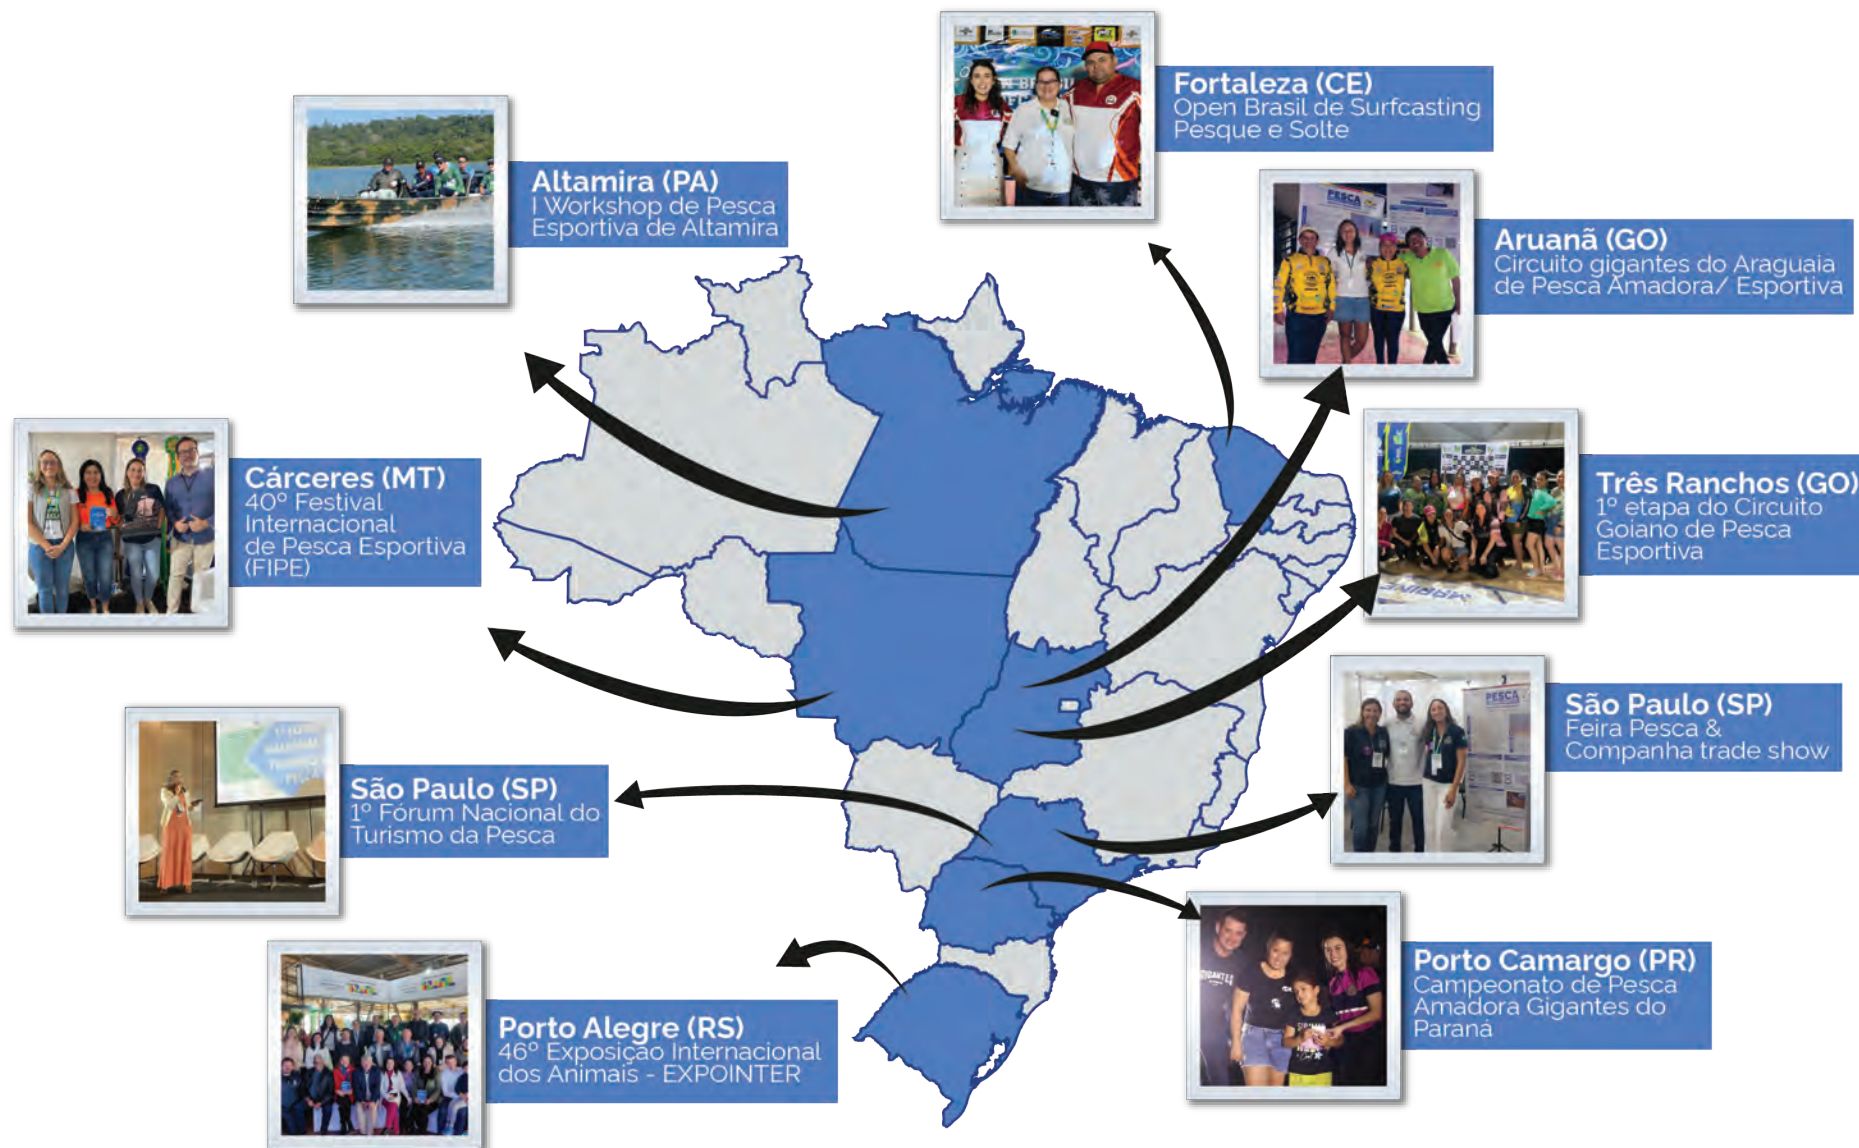 Fortaleza (CE)
Open Brasil de Surfcasting
Pesque e Solte
Altamira (PA)
I Workshop de Pesca
Esportiva de Altamira
PESCA
Aruanã (GO)
Circuito gigantes do Araguaia
de Pesca Amadora/ Esportiva
Cárceres (MT)
40º Festival
Internacional
de Pesca Esportiva
(FIPE)
Três Ranchos (GO)
1º etapa do Circuito
Goiano de Pesca
Esportiva
São Paulo (SP)
1º Fórum Nacional do
Turismo da Pesca
PESCA
São Paulo (SP)
Feira Pesca &
Companha trade show
Porto Alegre (RS)
46º Exposição Internacional
dos Animais - EXPOINTER
Porto Camargo (PR)
Campeonato de Pesca
Amadora Gigantes do
Paraná